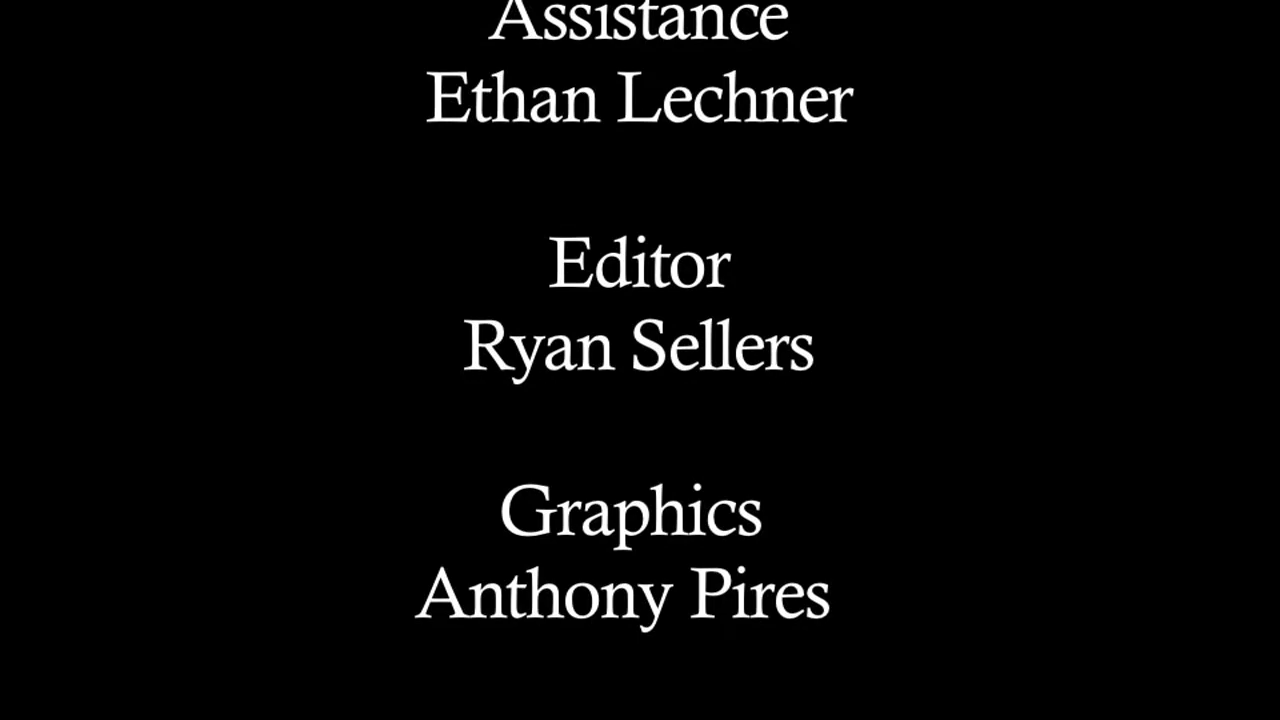 Assistance
Ethan Lechner
Editor
Ryan Sellers
Graphics
Anthony Pires